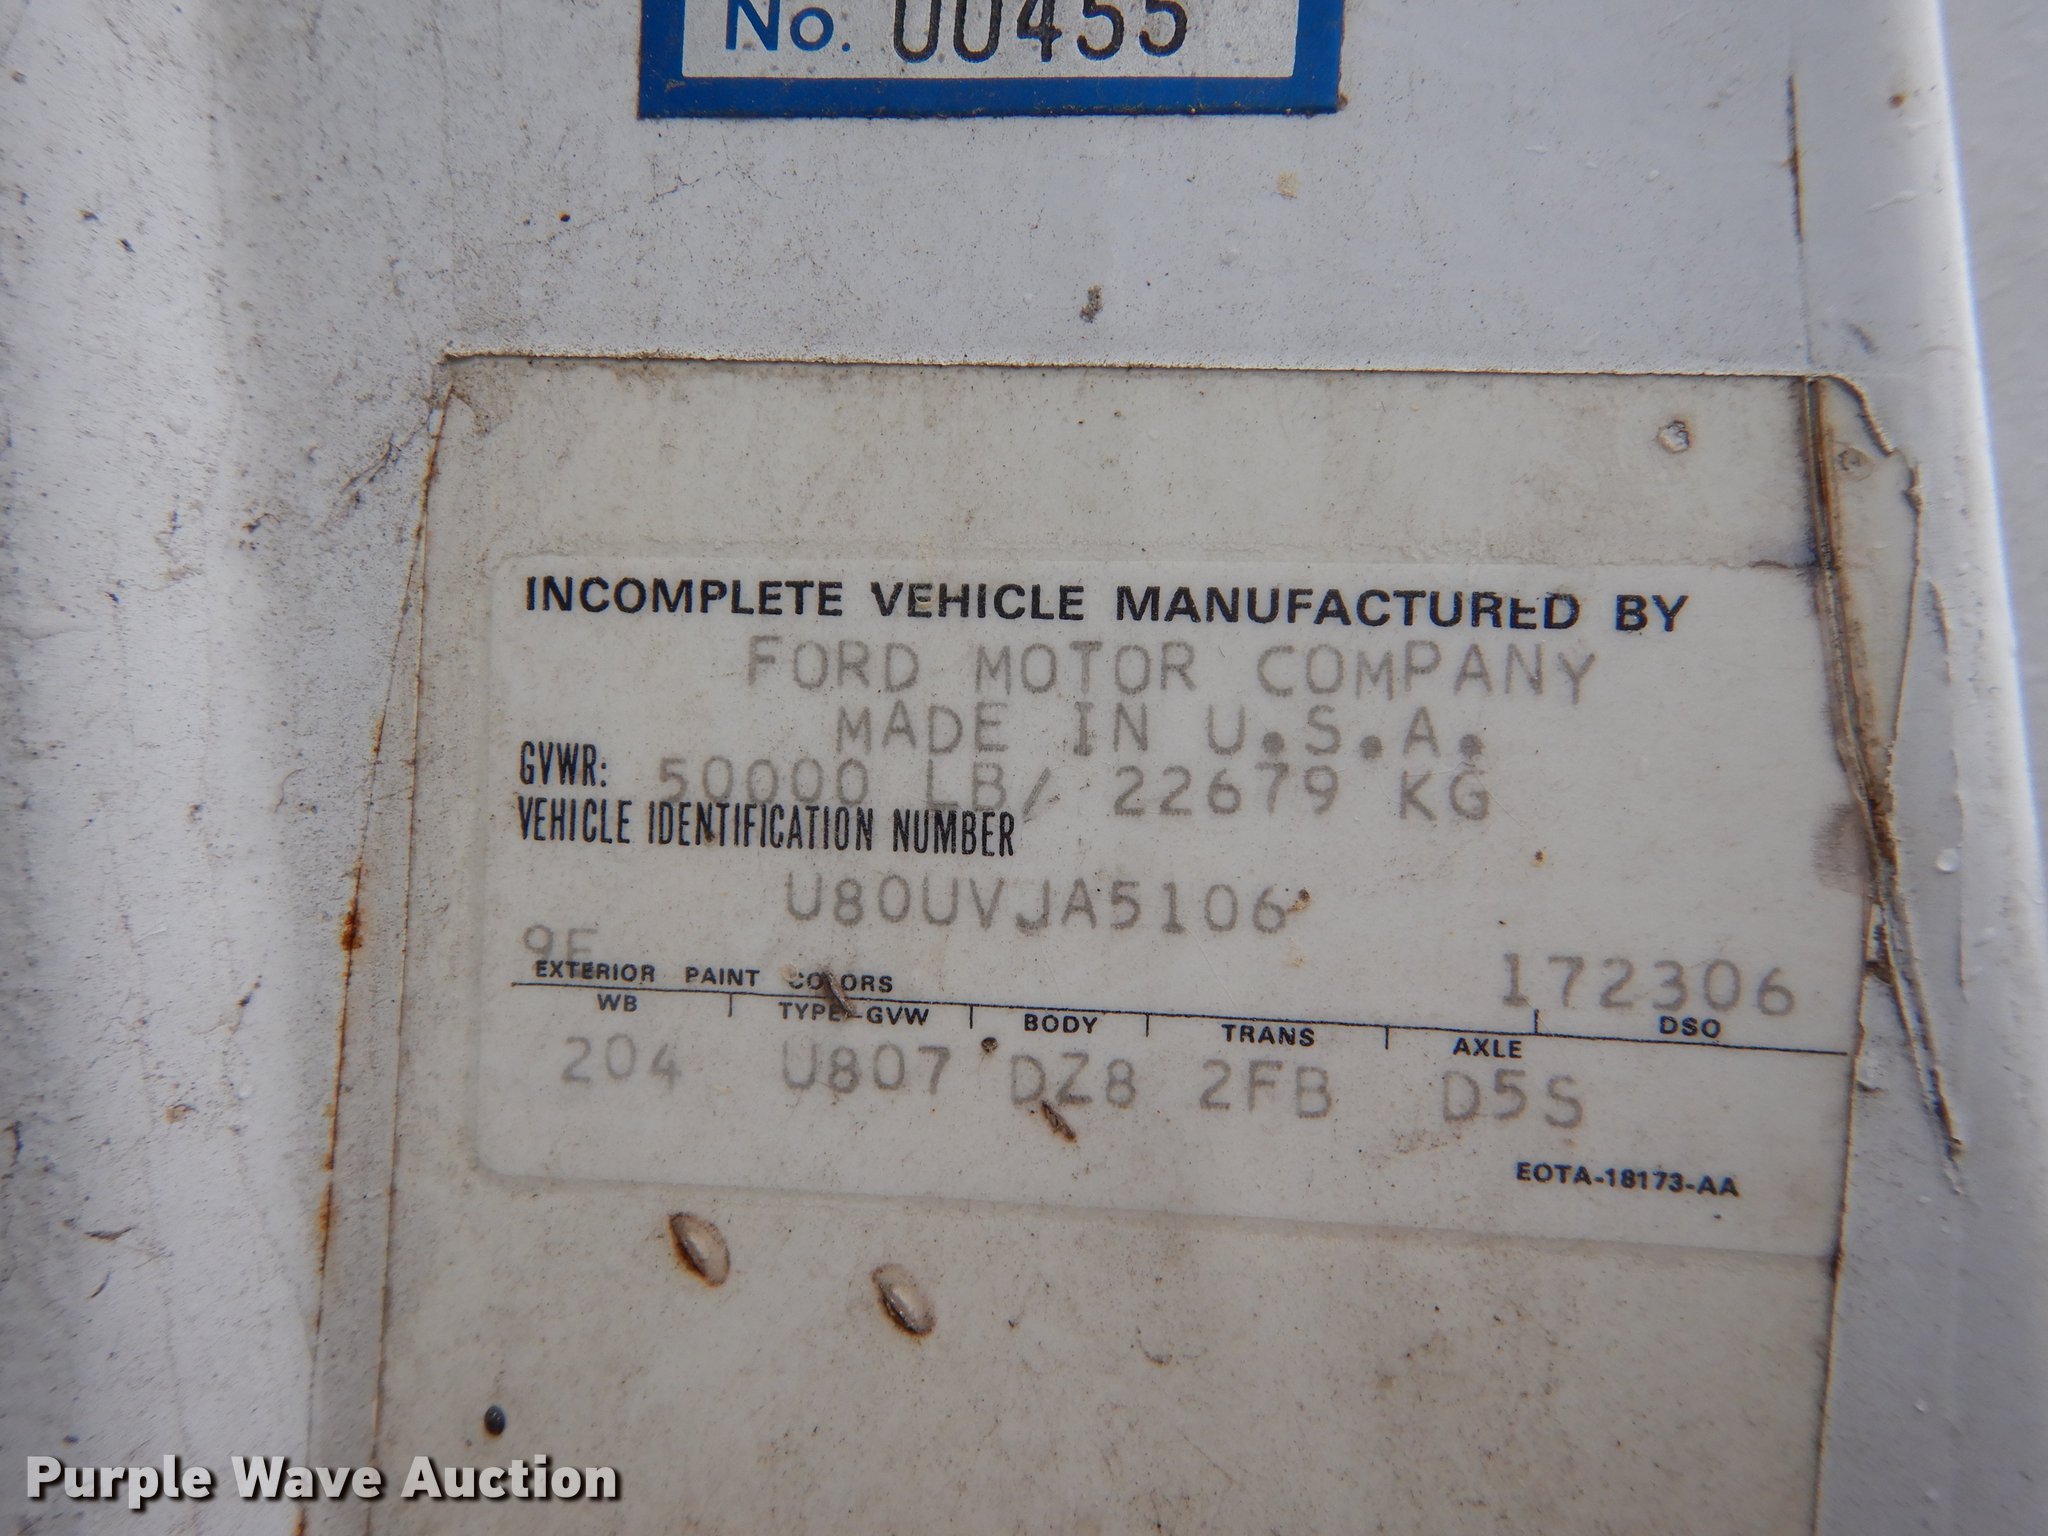 No. 00455
INCOMPLETE VEHICLE MANUFACTURED BY
FORD MOTOR COMPANY
MADE IN U.S.A.
GVWR: 50000 LB/ 22679 KG
VEHICLE IDENTIFICATION NUMBER
U80UVJA5106
9E 172306
EXTERIOR PAINT COLORS DSO
WB TYPE-GVW BODY TRANS AXLE
204 U807 DZ8 2FB D5S
EOTA-18173-AA
Purple Wave Auction